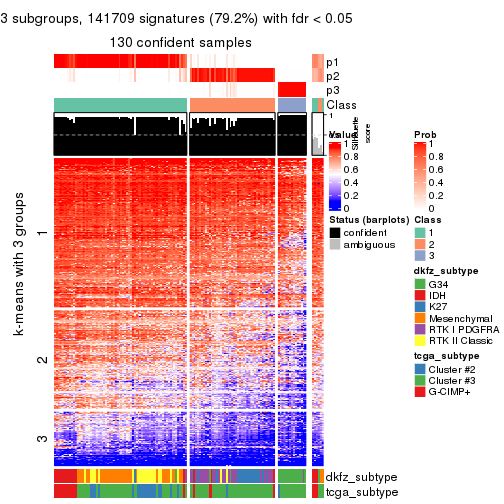 3 subgroups, 141709 signatures (79.2%) with fdr < 0.05
130 confident samples
p1
p2
p3
Class
1
Silhouette score
k-means with 3 groups
1
2
3
dkfz_subtype
tcga_subtype
Value
1
0.8
0.6
0.4
0.2
0
Prob
1
0.8
0.6
0.4
0.2
0
Status (barplots)
confident
ambiguous
Class
1
2
3
dkfz_subtype
G34
IDH
K27
Mesenchymal
RTK I PDGFRA
RTK II Classic
tcga_subtype
Cluster #2
Cluster #3
G-CIMP+